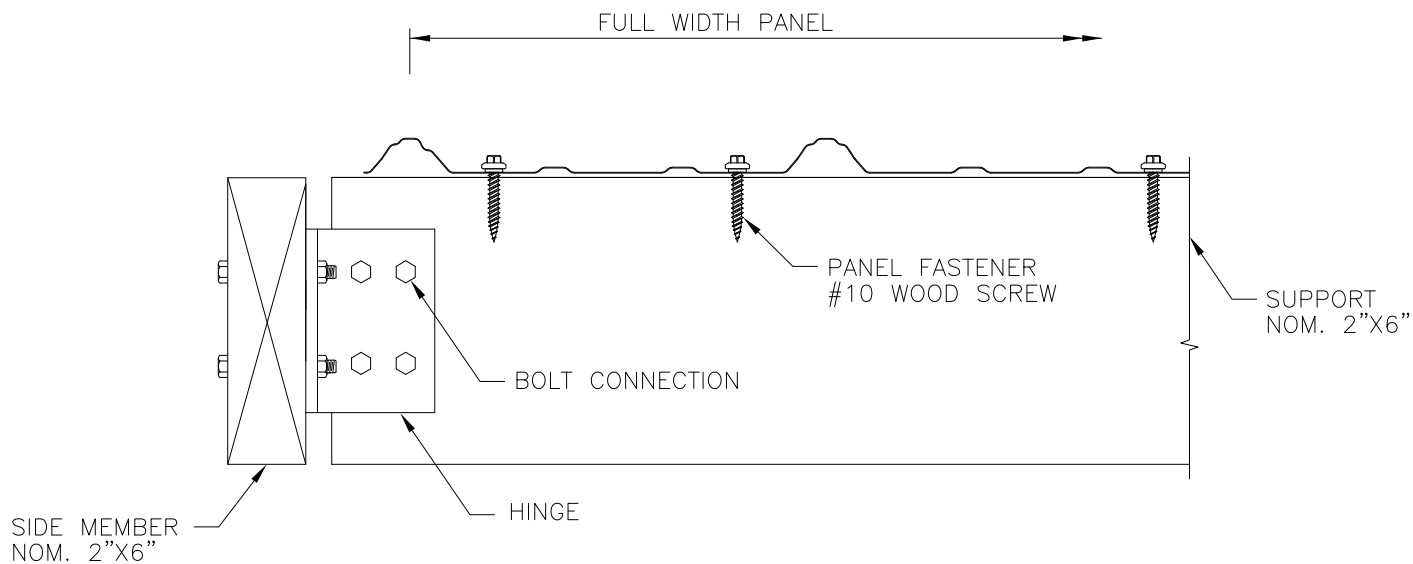 FULL WIDTH PANEL
PANEL FASTENER
#10 WOOD SCREW
SUPPORT
NOM. 2”X6”
BOLT CONNECTION
HINGE
SIDE MEMBER
NOM. 2”X6”